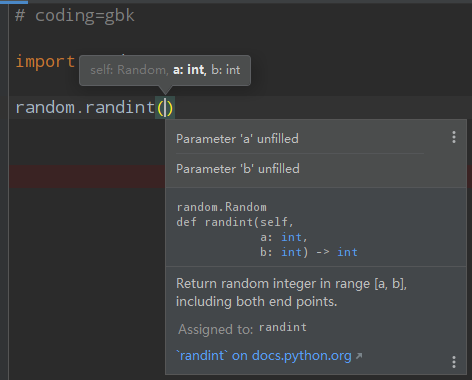 # coding=gbk
import
self: Random, a: int, b: int
random.randint()
Parameter 'a' unfilled
Parameter 'b' unfilled
random.Random
def randint(self,
a: int,
b: int) -> int
Return random integer in range [a, b],
including both end points.
Assigned to: randint
`randint` on docs.python.org